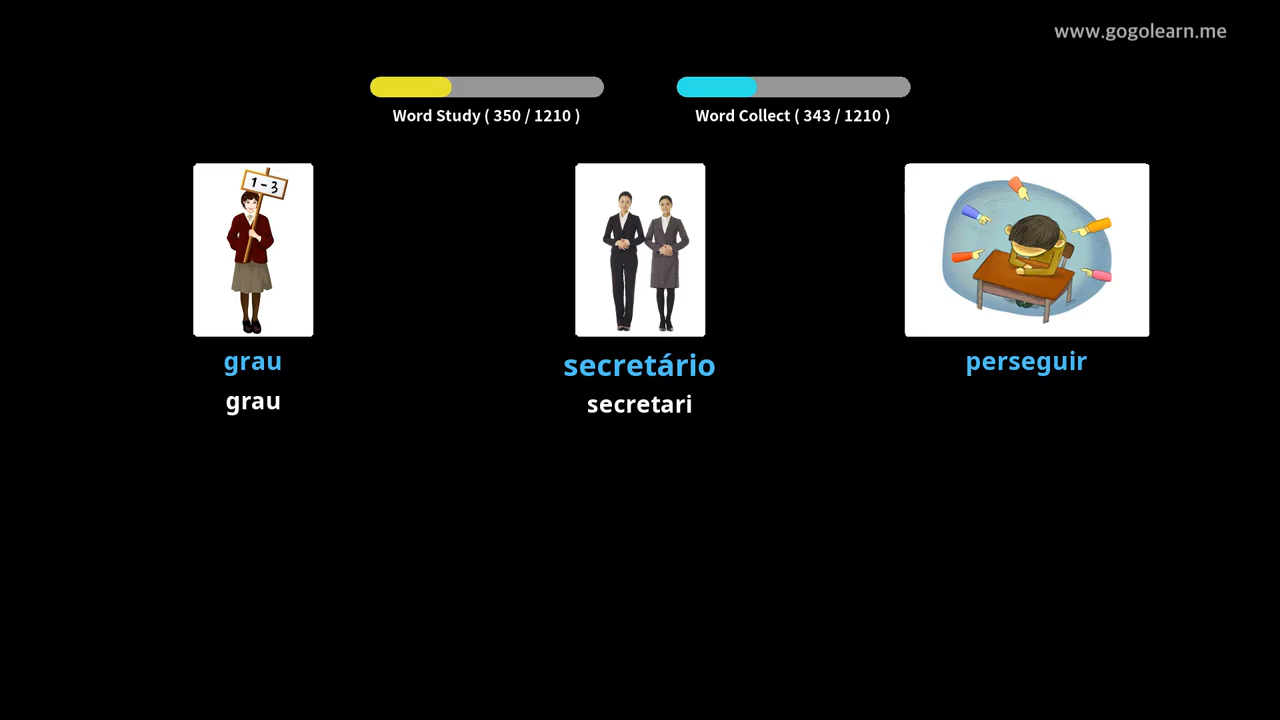 www.gogolearn.me
Word Study ( 350 / 1210 )
Word Collect ( 343 / 1210 )
1 - 3
grau
secretário
perseguir
grau
secretari